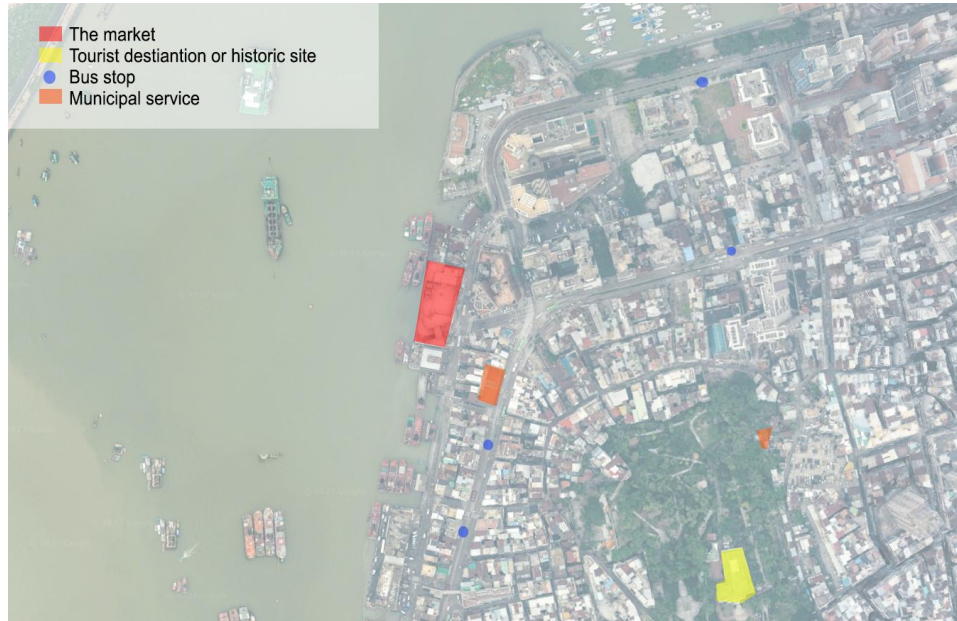 The market
Tourist destiantion or historic site
Bus stop
Municipal service